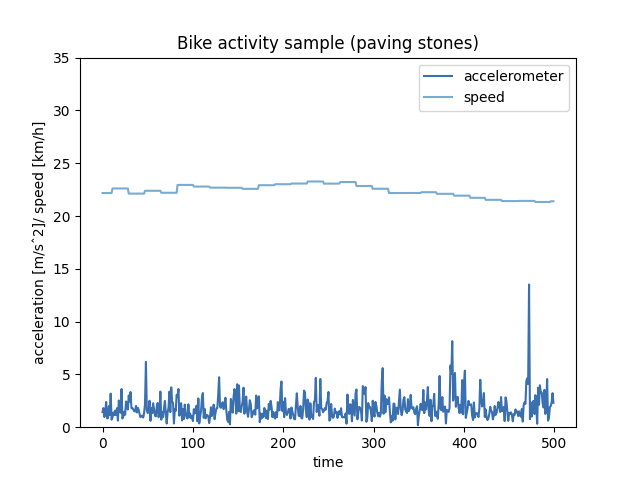 Bike activity sample (paving stones)
accelerometer
speed
35
30
25
20
15
10
5
0
acceleration [m/sˆ2]/ speed [km/h]
0 100 200 300 400 500
time